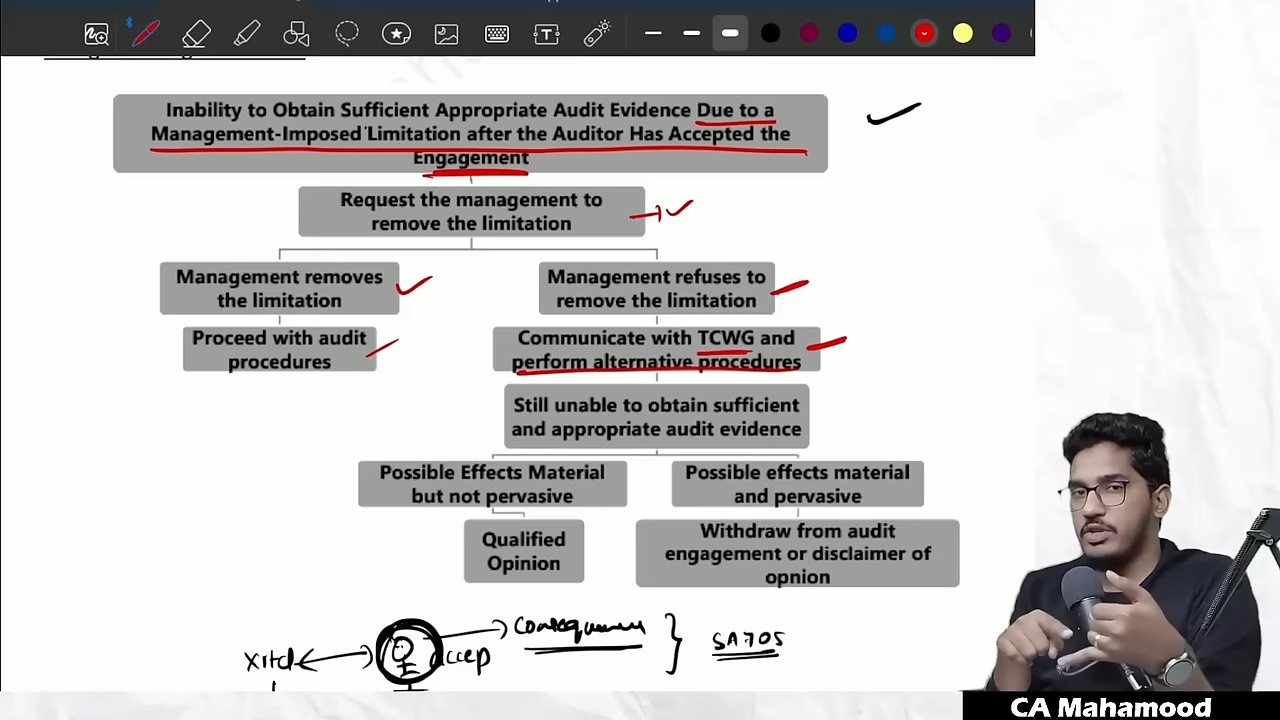 Inability to Obtain Sufficient Appropriate Audit Evidence Due to a
Management-Imposed Limitation after the Auditor Has Accepted the
Engagement
Request the management to
remove the limitation
Management removes
the limitation
Management refuses to
remove the limitation
Proceed with audit
procedures
Communicate with TCWG and
perform alternative procedures
Still unable to obtain sufficient
and appropriate audit evidence
Possible Effects Material
but not pervasive
Possible effects material
and pervasive
Qualified
Opinion
Withdraw from audit
engagement or disclaimer of
opnion
accep
SA705
CA Mahamood